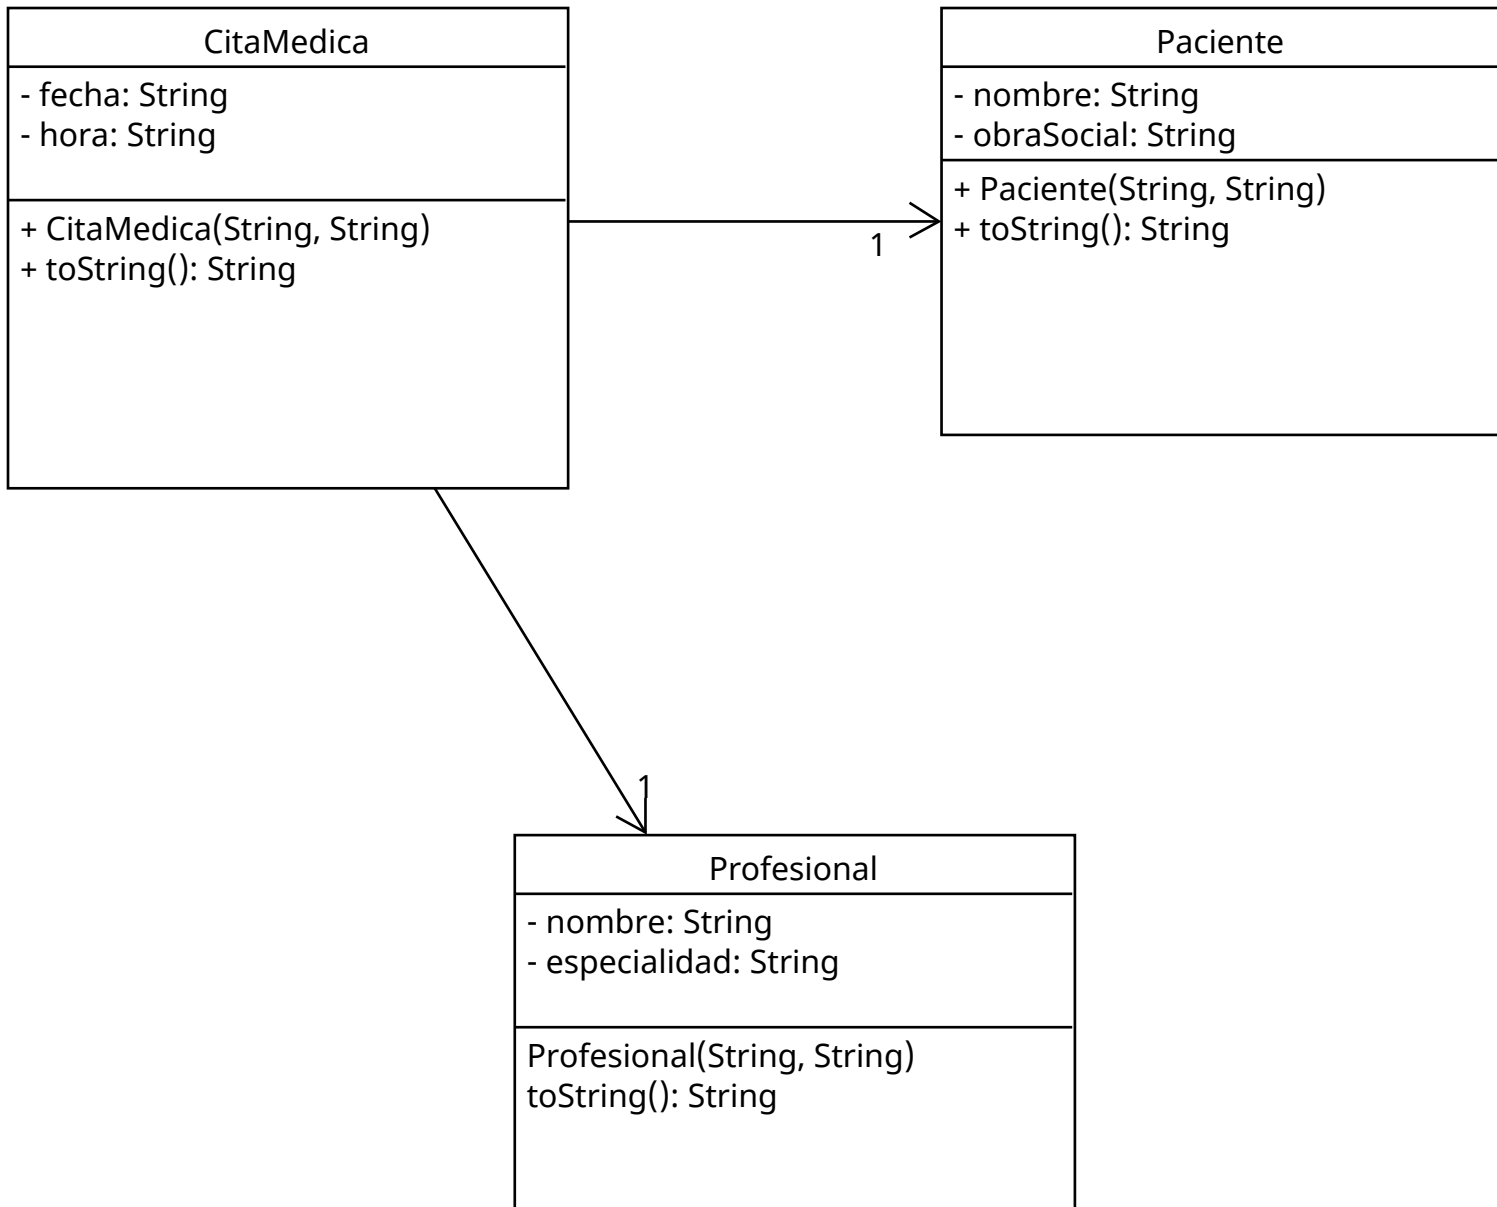 CitaMedica
- fecha: String
- hora: String
+ CitaMedica(String, String)
+ toString(): String
1
Paciente
- nombre: String
- obraSocial: String
+ Paciente(String, String)
+ toString(): String
1
Profesional
- nombre: String
- especialidad: String
Profesional(String, String)
toString(): String